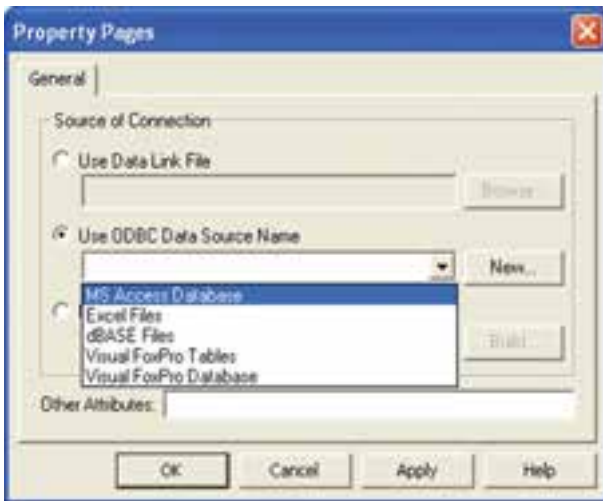 Property Pages
General
Source of Connection
Use Data Link File
Browse...
Use ODBC Data Source Name
New...
MS Access Database
Excel Files
dBASE Files
Visual FoxPro Tables
Visual FoxPro Database
Build...
Other Attributes:
OK Cancel Apply Help